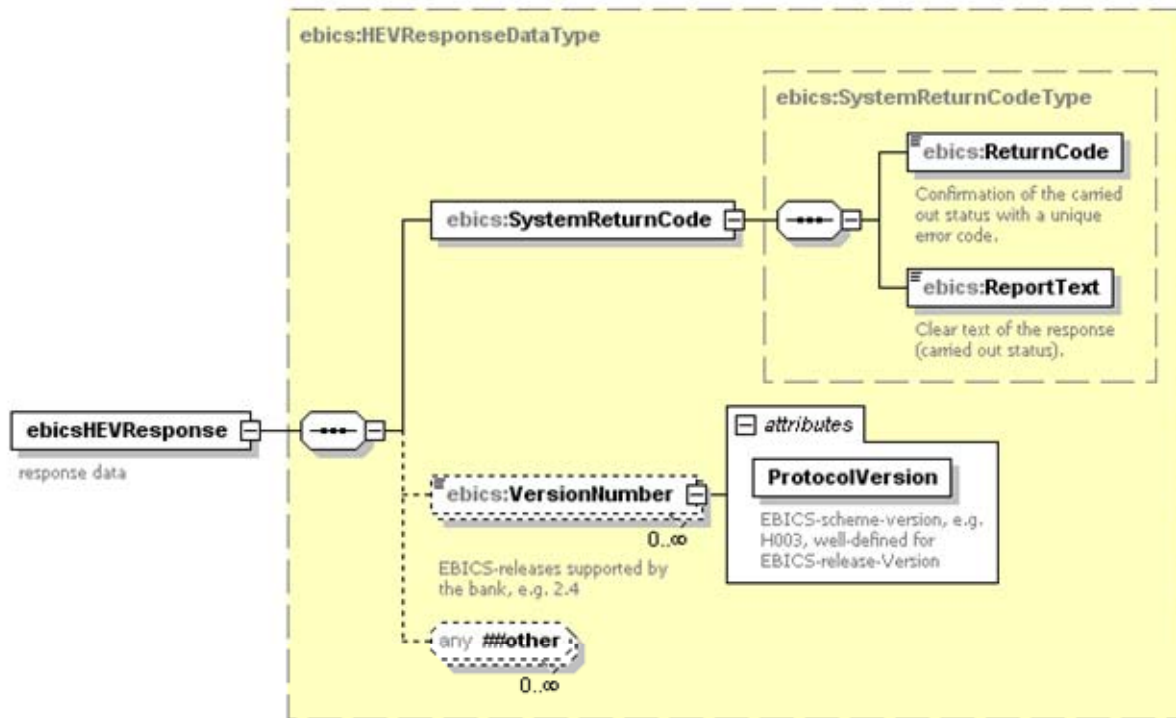 ebics:HEVResponseDataType
ebics:SystemReturnCodeType
ebics:ReturnCode
Confirmation of the carried
out status with a unique
error code.
ebics:SystemReturnCode
ebics:ReportText
Clear text of the response
(carried out status).
ebicsHEVResponse
response data
attributes
ebics:VersionNumber
0..∞
EBICS-releases supported by
the bank, e.g. 2.4
ProtocolVersion
EBICS-scheme-version, e.g.
H003, well-defined for
EBICS-release-Version
any ##other
0..∞